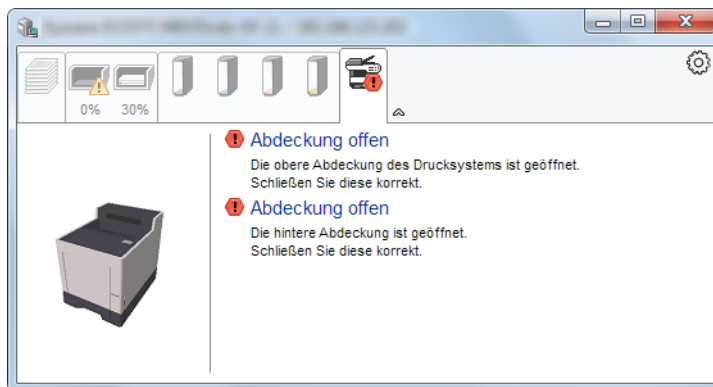 0% 30%
Abdeckung offen
Die obere Abdeckung des Drucksystems ist geöffnet.
Schließen Sie diese korrekt.
Abdeckung offen
Die hintere Abdeckung ist geöffnet.
Schließen Sie diese korrekt.